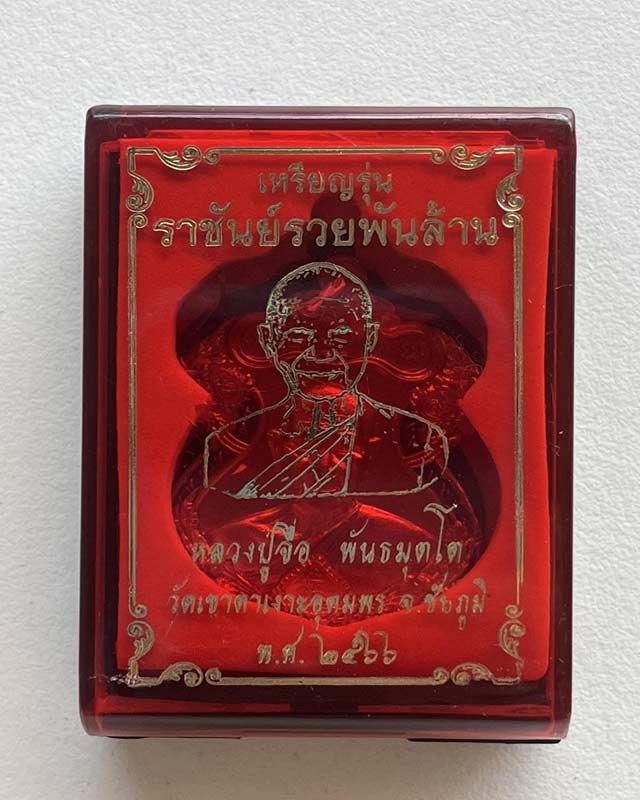 เหรียญรุ่น
ราชันย์รวยพันล้าน
หลวงปู่จื่อ พันธมุตโต
วัดเขาตาเงาะอุดมพร จ.ชัยภูมิ
พ.ศ. ๒๕๖๖